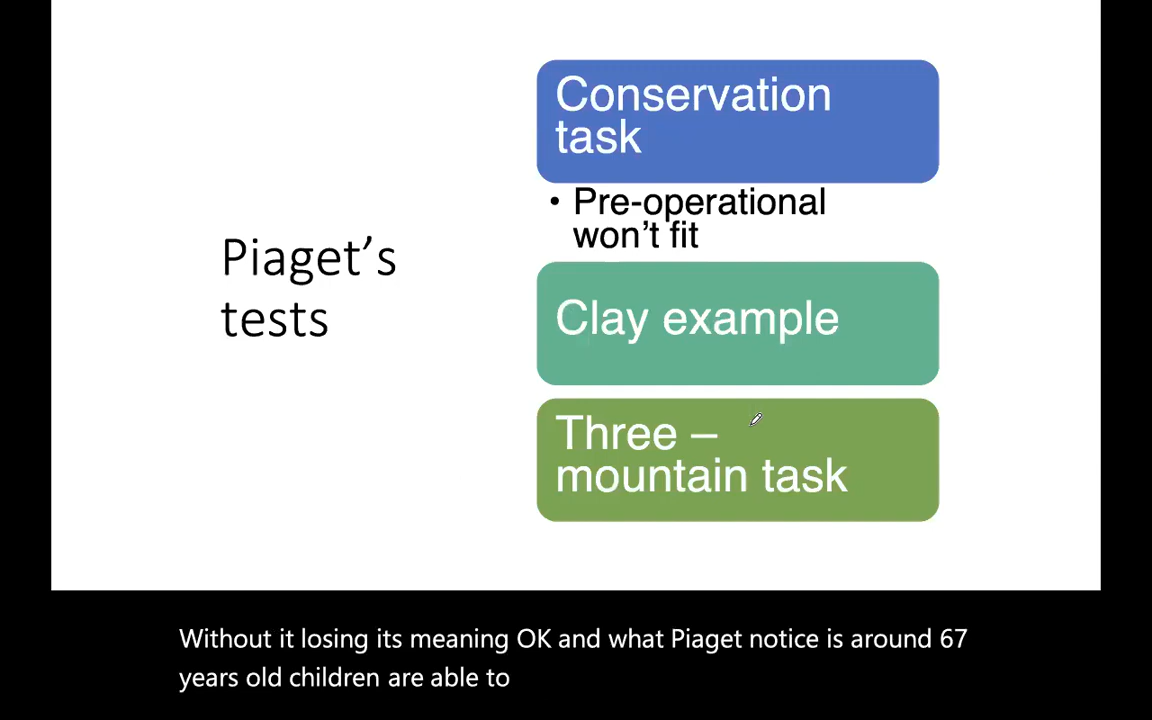 Piaget’s
tests
Conservation
task
• Pre-operational
won’t fit
Clay example
Three –
mountain task
Without it losing its meaning OK and what Piaget notice is around 67
years old children are able to